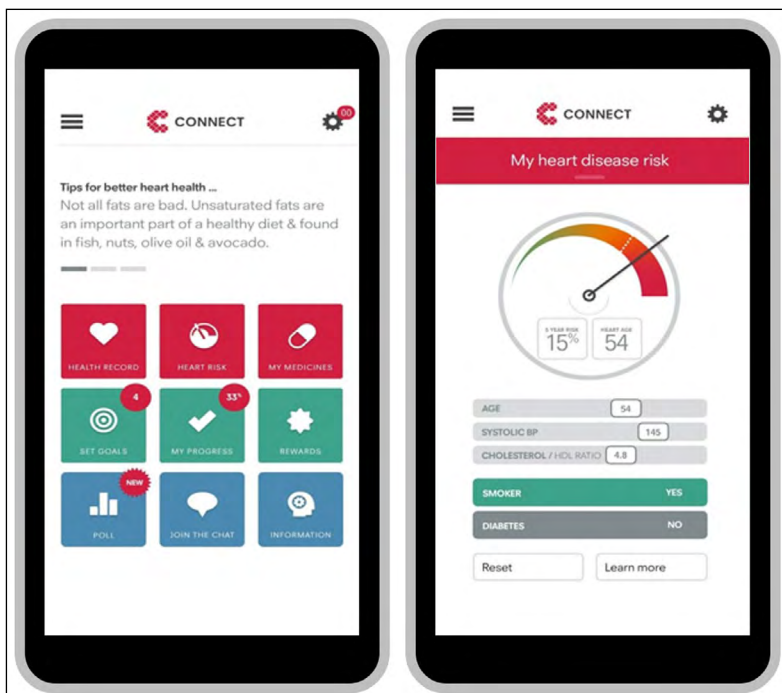 CONNECT
00
Tips for better heart health ...
Not all fats are bad. Unsaturated fats are
an important part of a healthy diet & found
in fish, nuts, olive oil & avocado.
HEALTH RECORD
HEART RISK
MY MEDICINES
4
33%
SET GOALS
MY PROGRESS
REWARDS
NEW
POLL
JOIN THE CHAT
INFORMATION
CONNECT
My heart disease risk
5 YEAR RISK
15%
HEART AGE
54
AGE 54
SYSTOLIC BP 145
CHOLESTEROL / HDL RATIO 4.8
SMOKER YES
DIABETES NO
Reset
Learn more